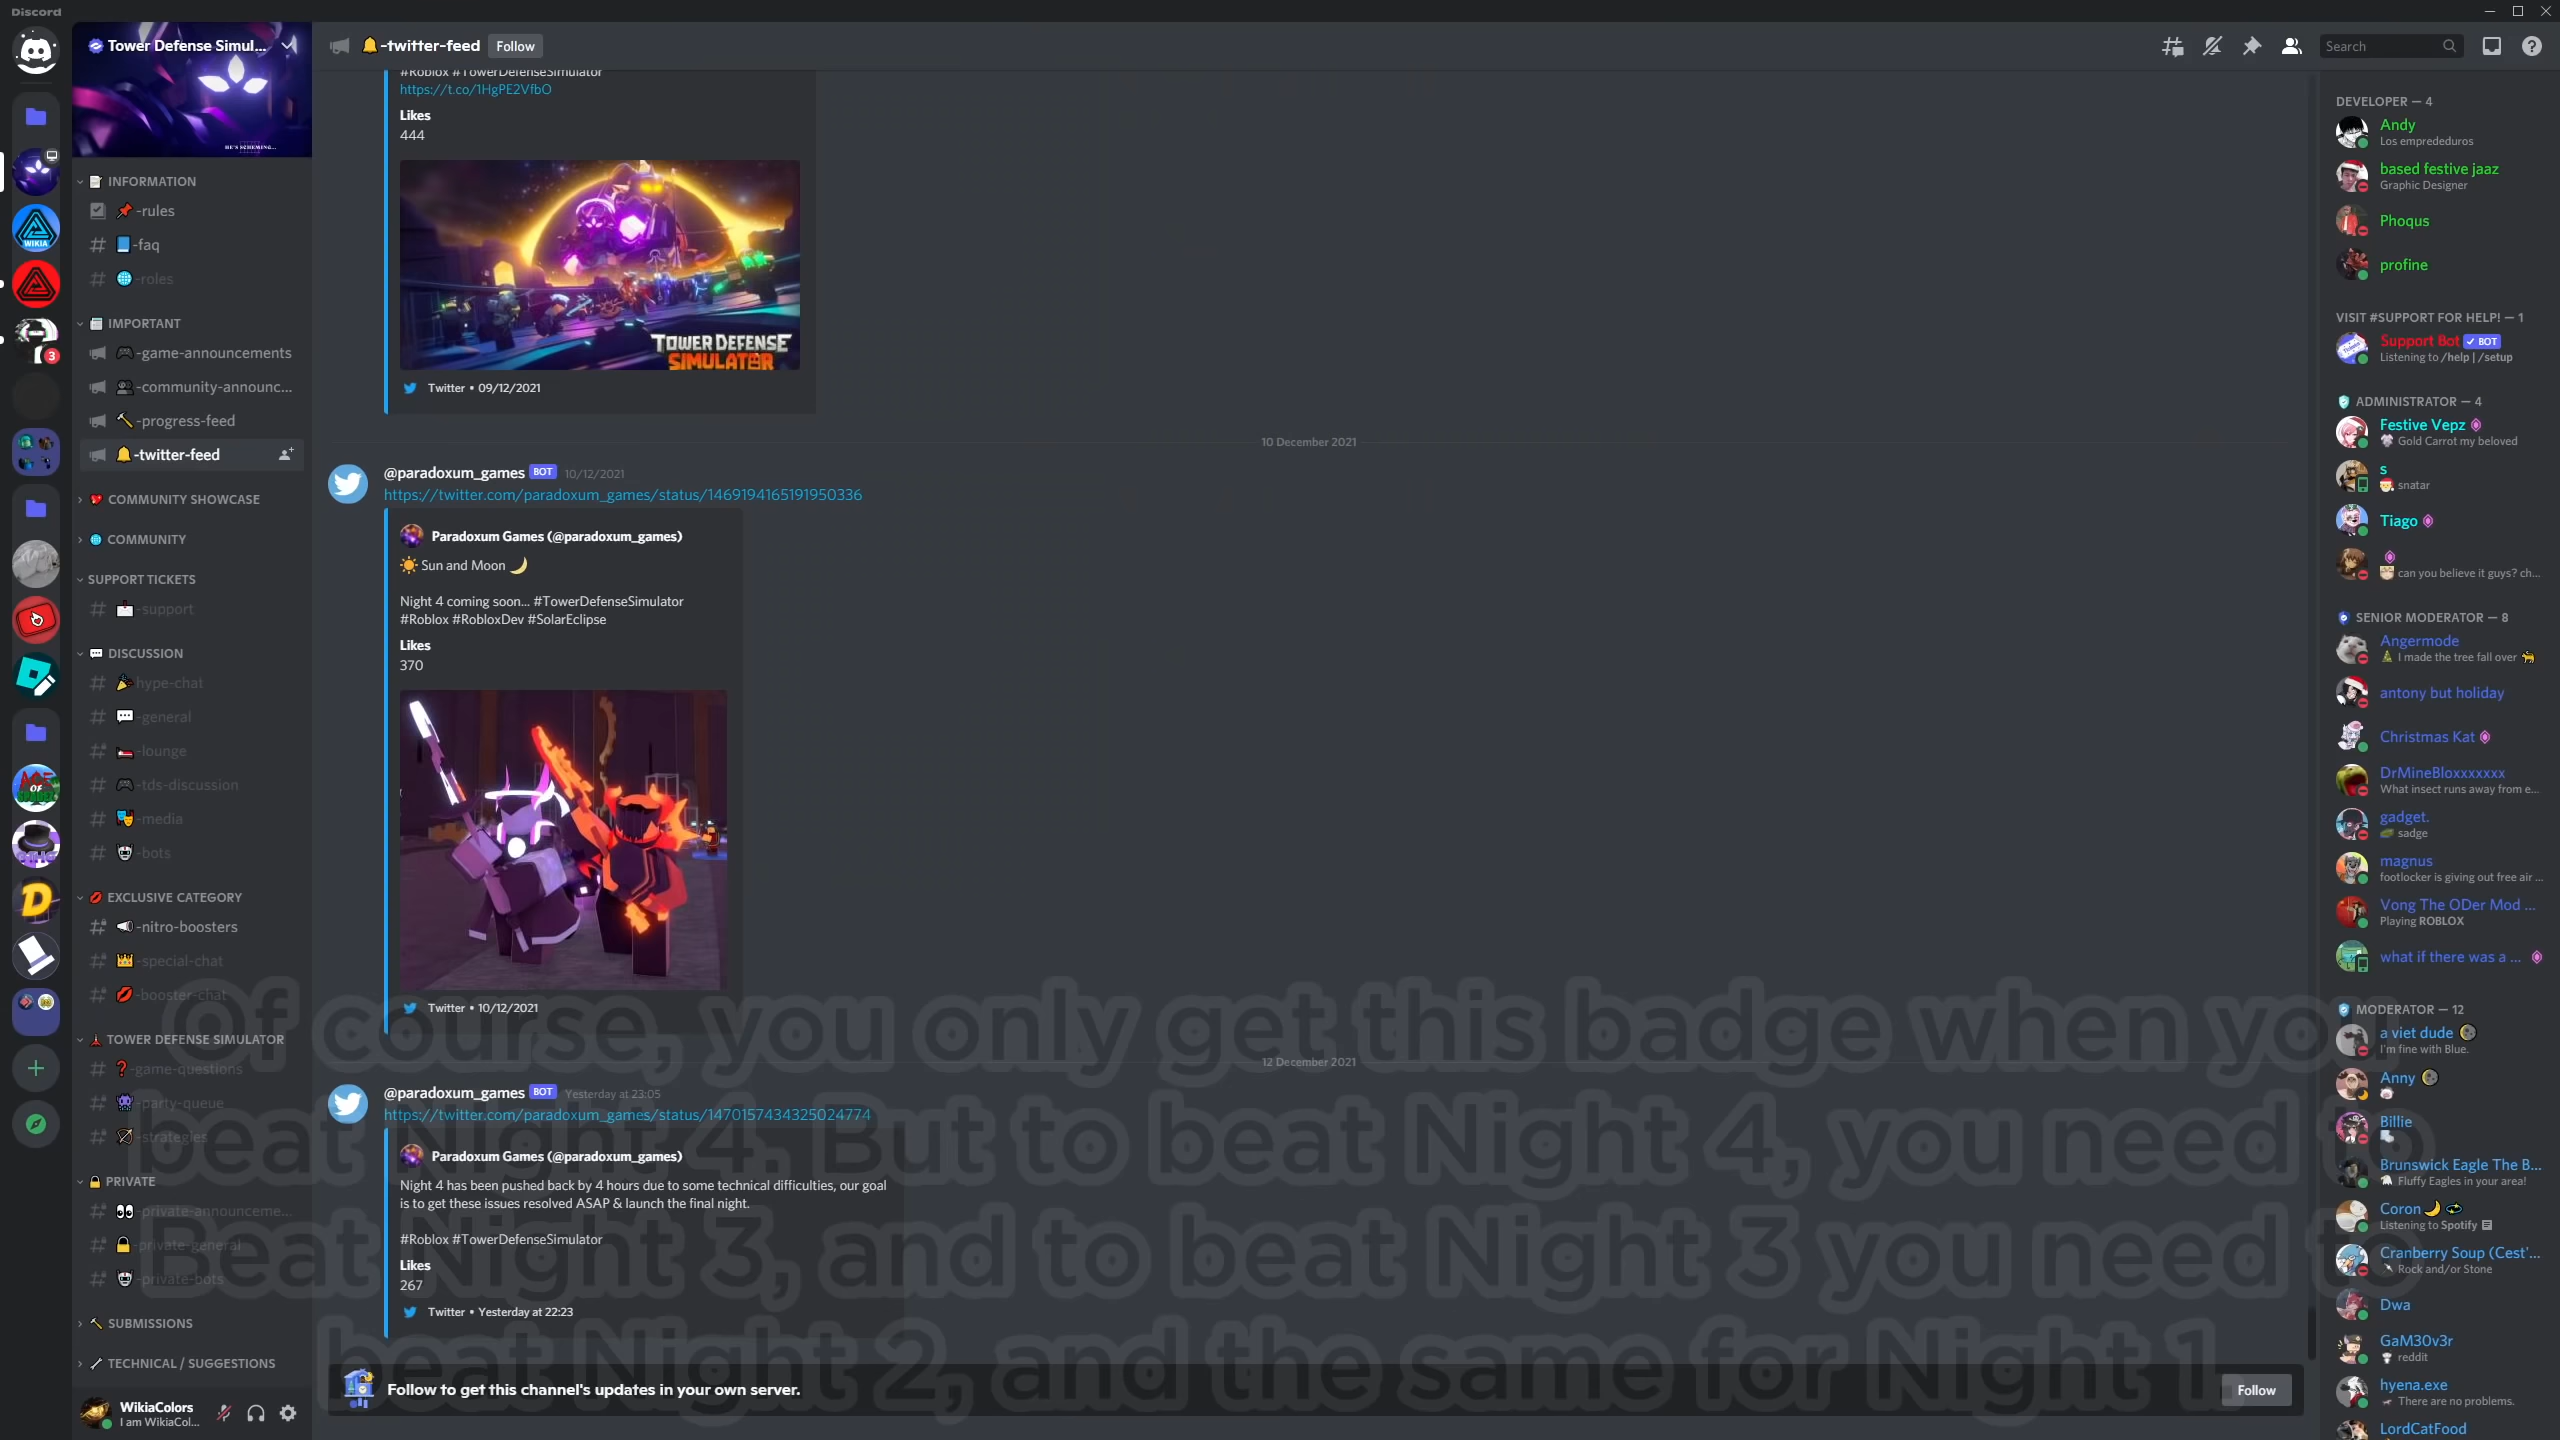 Discord
Tower Defense Simul...
HE'S SCHEMING...
INFORMATION
-rules
-faq
-roles
IMPORTANT
-game-announcements
-community-announc...
-progress-feed
-twitter-feed
COMMUNITY SHOWCASE
COMMUNITY
SUPPORT TICKETS
-support
DISCUSSION
hype-chat
-general
-lounge
-tds-discussion
-media
-bots
EXCLUSIVE CATEGORY
-nitro-boosters
-special-chat
-booster-chat
TOWER DEFENSE SIMULATOR
-game-questions
-party-queue
-strategies
PRIVATE
-private-announceme...
-private-general
-private-bots
SUBMISSIONS
TECHNICAL / SUGGESTIONS
WikiaColors
I am WikiaCol...
WIKIA
3
-twitter-feed Follow
Search
#Roblox #TowerDefenseSimulator
https://t.co/1HgPE2VfbO
Likes
444
TOWER DEFENSE
SIMULATOR
Twitter • 09/12/2021
10 December 2021
@paradoxum_games BOT 10/12/2021
https://twitter.com/paradoxum_games/status/1469194165191950336
Paradoxum Games (@paradoxum_games)
Sun and Moon
Night 4 coming soon... #TowerDefenseSimulator
#Roblox #RobloxDev #SolarEclipse
Likes
370
Twitter • 10/12/2021
12 December 2021
@paradoxum_games BOT Yesterday at 23:05
https://twitter.com/paradoxum_games/status/1470157434325024774
Paradoxum Games (@paradoxum_games)
Night 4 has been pushed back by 4 hours due to some technical difficulties, our goal
is to get these issues resolved ASAP & launch the final night.
#Roblox #TowerDefenseSimulator
Likes
267
Twitter • Yesterday at 22:23
Follow to get this channel's updates in your own server.
Follow
Of course, you only get this badge when you
beat Night 4. But to beat Night 4, you need to
Beat Night 3, and to beat Night 3 you need to
beat Night 2, and the same for Night 1.
DEVELOPER — 4
Andy
Los emprededuros
based festive jaaz
Graphic Designer
Phoqus
profine
VISIT #SUPPORT FOR HELP! — 1
Support Bot BOT
Listening to /help | /setup
ADMINISTRATOR — 4
Festive Vepz
Gold Carrot my beloved
s
snatar
Tiago
can you believe it guys? ch...
SENIOR MODERATOR — 8
Angermode
I made the tree fall over
antony but holiday
Christmas Kat
DrMineBloxxxxxxx
What insect runs away from e...
gadget.
sadge
magnus
footlocker is giving out free air ...
Vong The ODer Mod ...
Playing ROBLOX
what if there was a ...
MODERATOR — 12
a viet dude
I'm fine with Blue.
Anny
Billie
Brunswick Eagle The B...
Fluffy Eagles in your area!
Coron
Listening to Spotify
Cranberry Soup (Cest'...
Rock and/or Stone
Dwa
GaM30v3r
reddit
hyena.exe
There are no problems.
LordCatFood